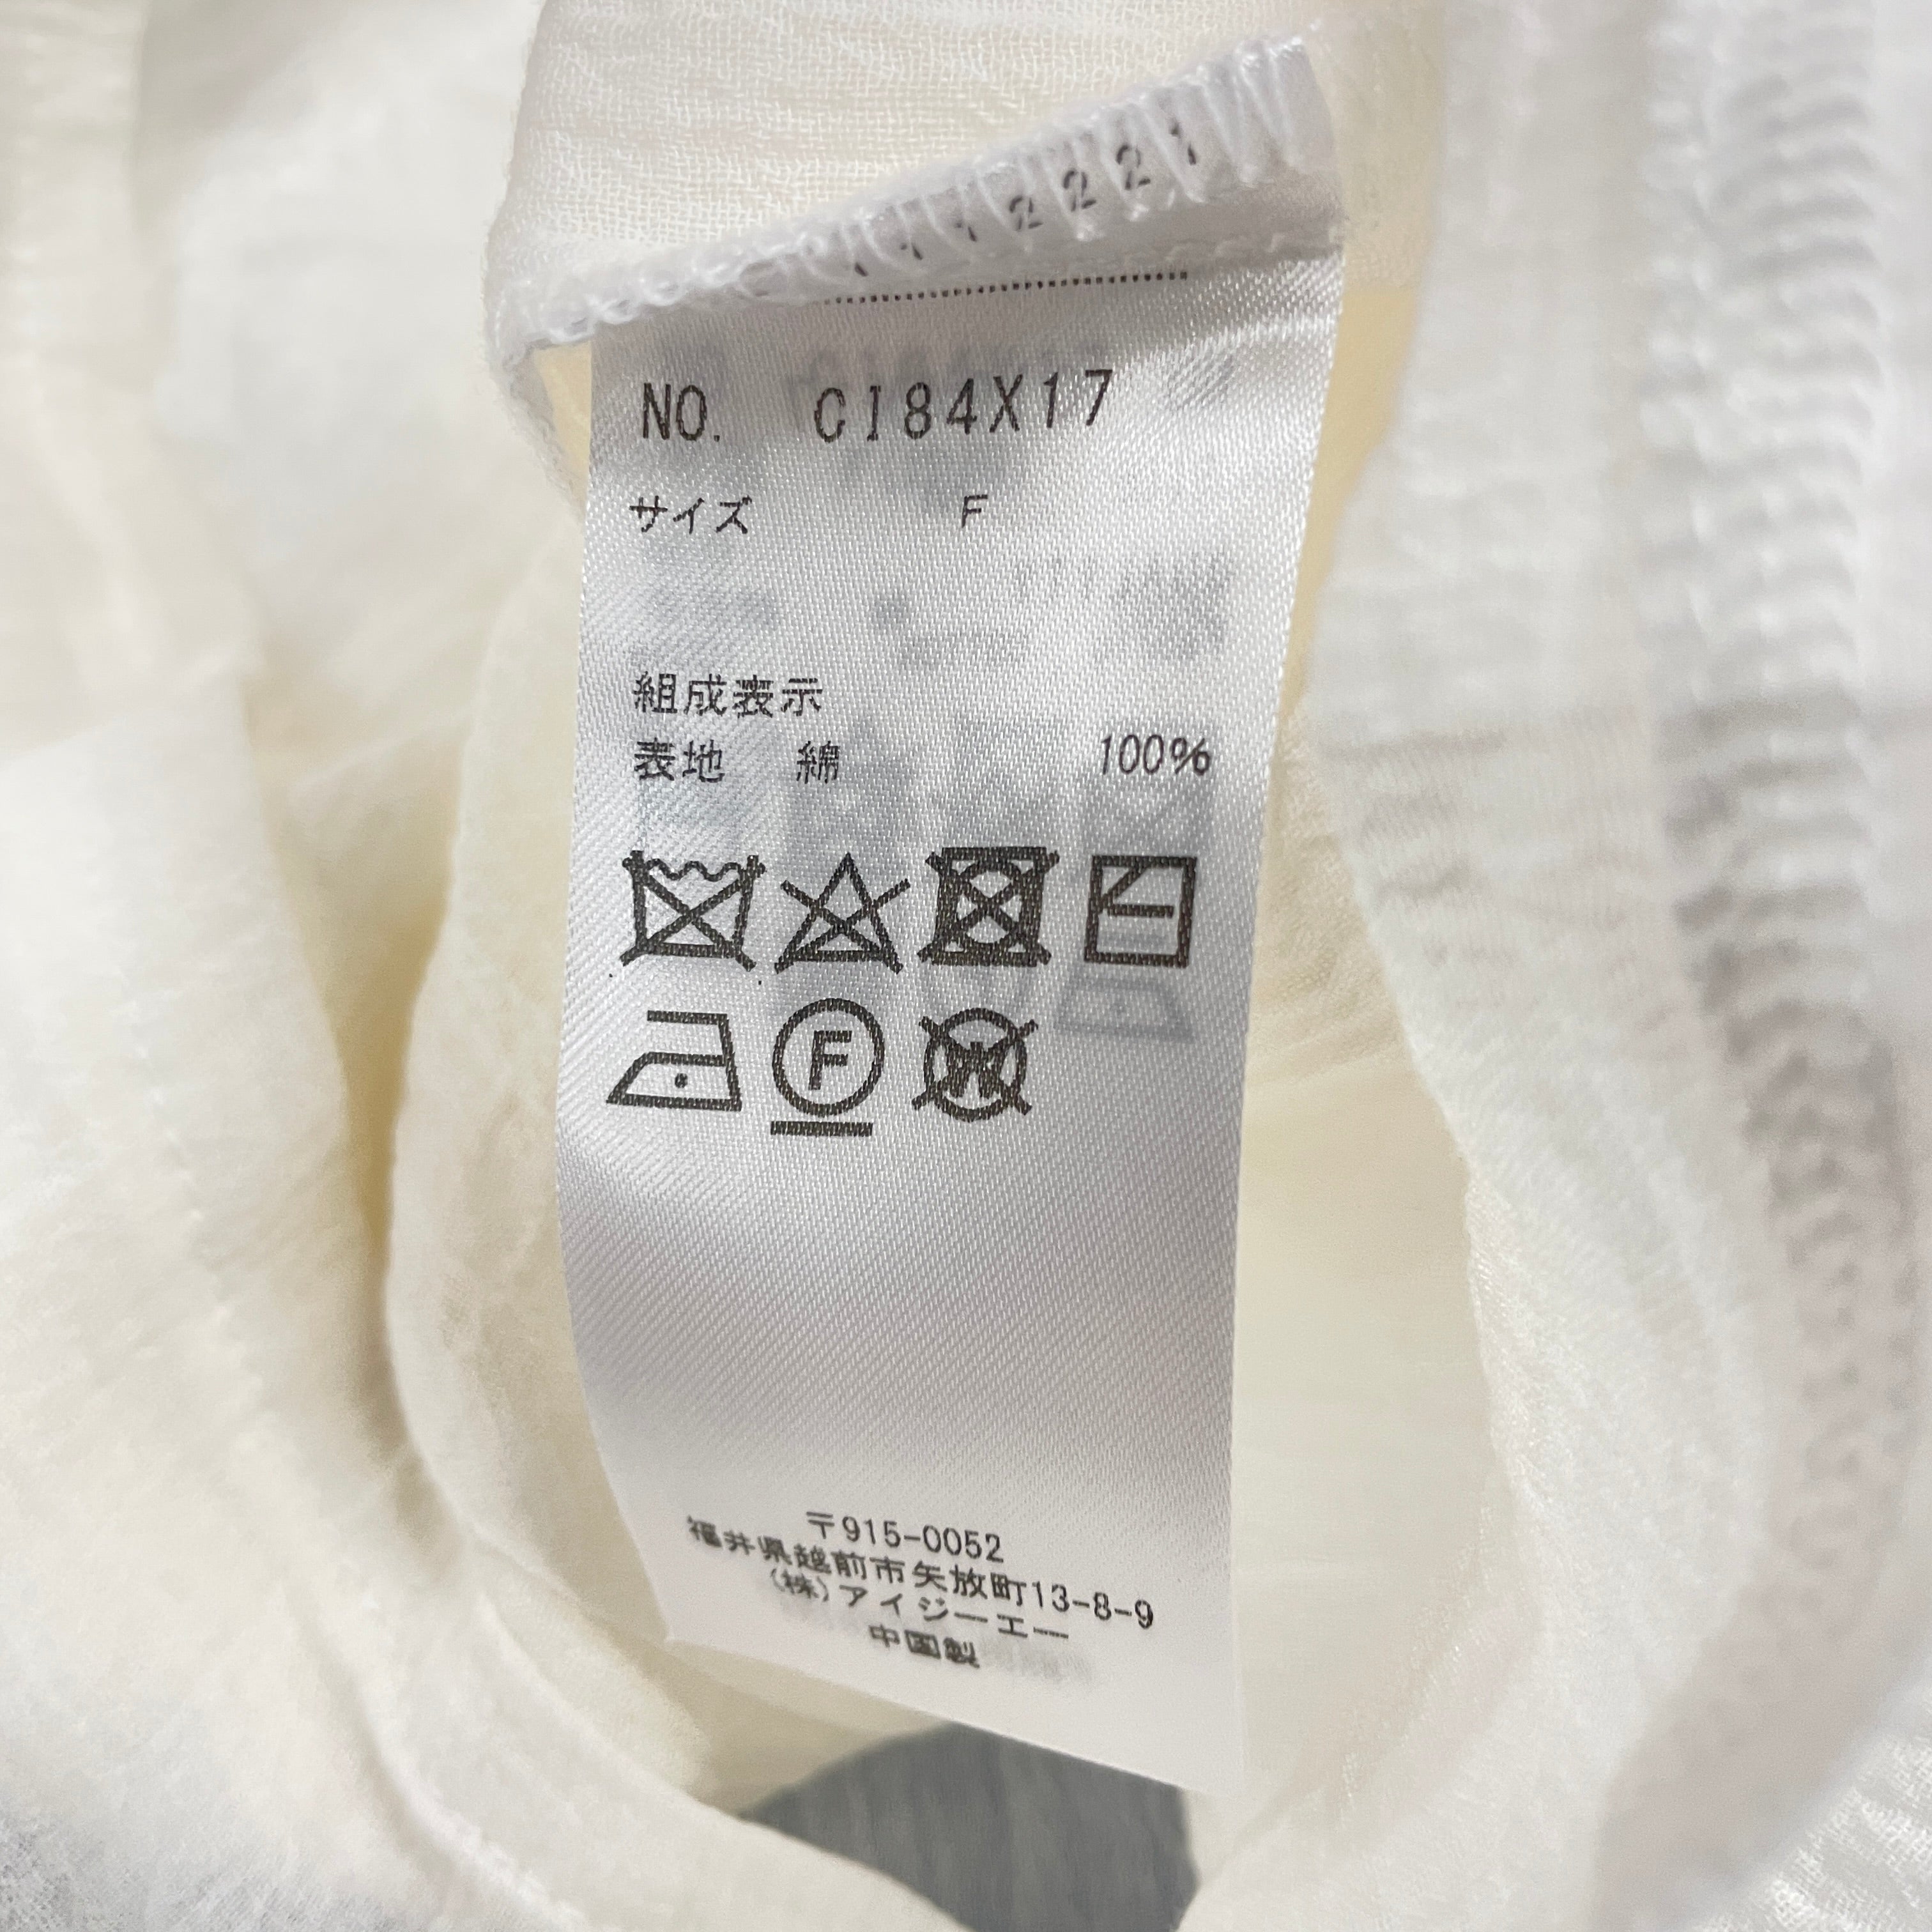 NO. CI84X17
サイズ F
組成表示
表地 綿 100%
F
W
〒915-0052
福井県越前市矢放町13-8-9
(株)アイジーエー
中国製